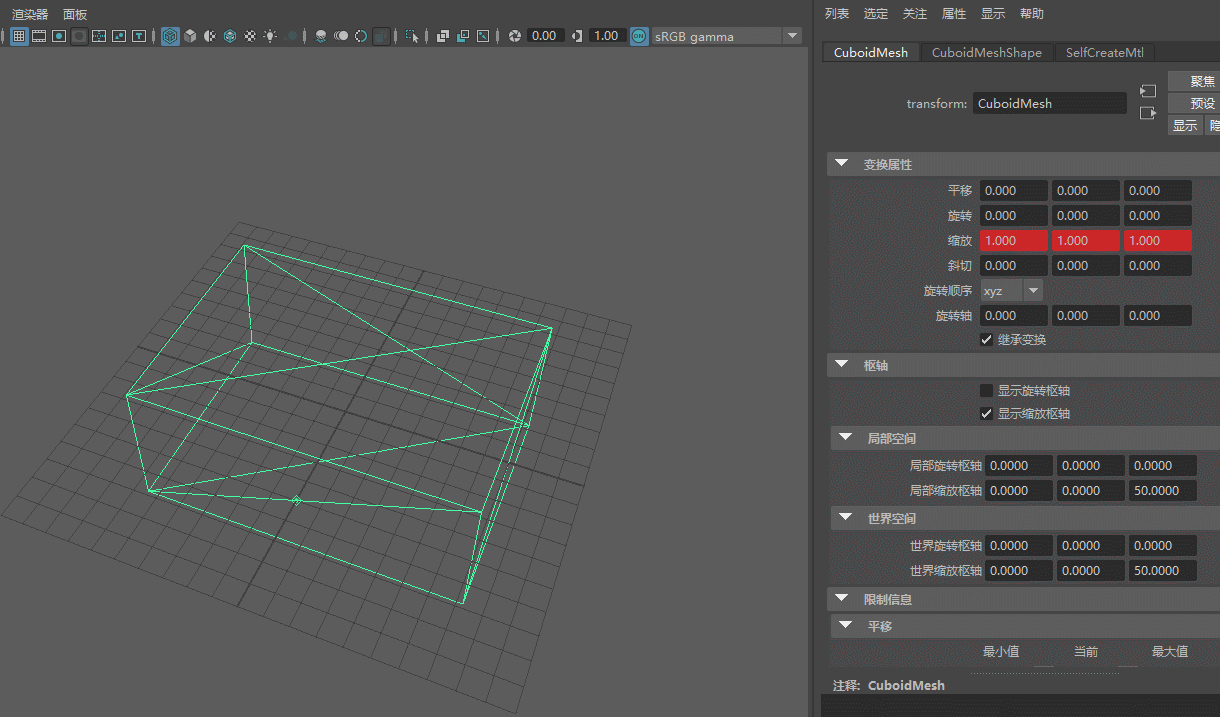 渲染器 面板
0.00 1.00 ON sRGB gamma
列表 选定 关注 属性 显示 帮助
CuboidMesh CuboidMeshShape SelfCreateMtl
transform: CuboidMesh
聚焦
预设
显示
变换属性
平移 0.000 0.000 0.000
旋转 0.000 0.000 0.000
缩放 1.000 1.000 1.000
斜切 0.000 0.000 0.000
旋转顺序 xyz
旋转轴 0.000 0.000 0.000
继承变换
枢轴
显示旋转枢轴
显示缩放枢轴
局部空间
局部旋转枢轴 0.0000 0.0000 0.0000
局部缩放枢轴 0.0000 0.0000 50.0000
世界空间
世界旋转枢轴 0.0000 0.0000 0.0000
世界缩放枢轴 0.0000 0.0000 50.0000
限制信息
平移
最小值 当前 最大值
注释: CuboidMesh